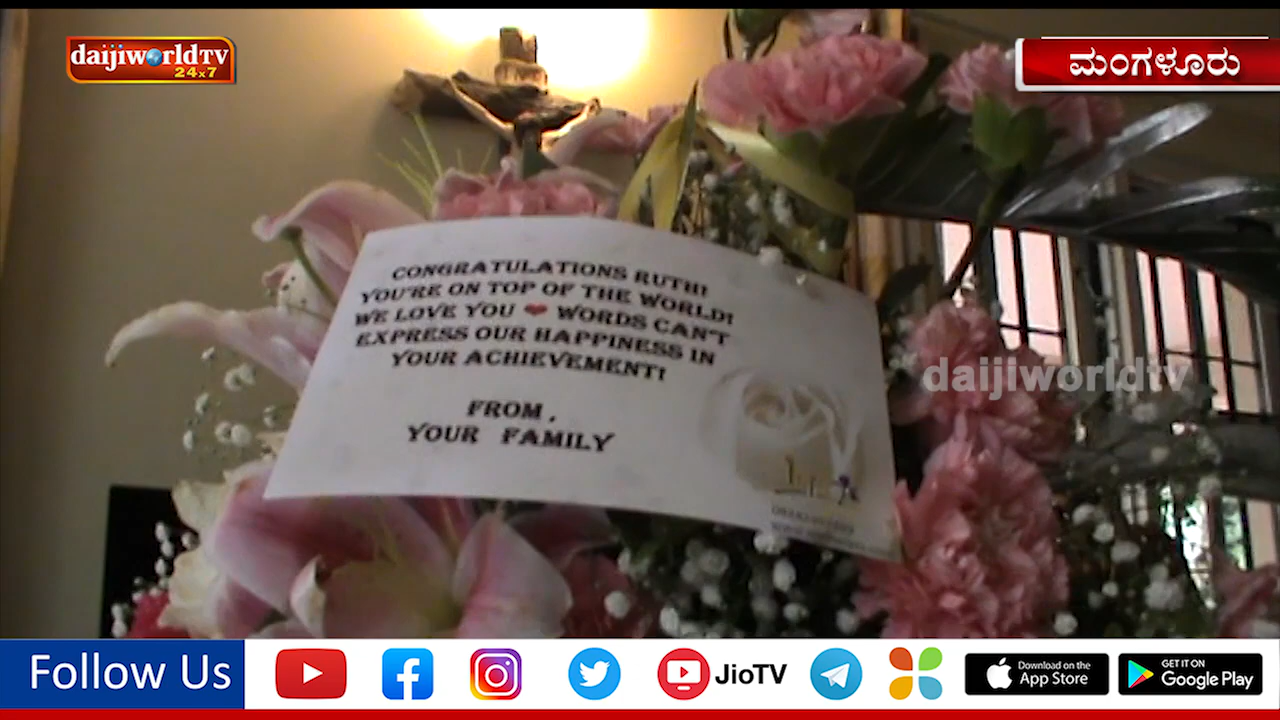 daijiworldTV
24x7
ಮಂಗಳೂರು
CONGRATULATIONS RUTH!
YOU'RE ON TOP OF THE WORLD!
WE LOVE YOU ❤ WORDS CAN'T
EXPRESS OUR HAPPINESS IN
YOUR ACHIEVEMENT!
FROM,
YOUR FAMILY
daijiworldtv
Follow Us
JioTV
Download on the
App Store
GET IT ON
Google Play